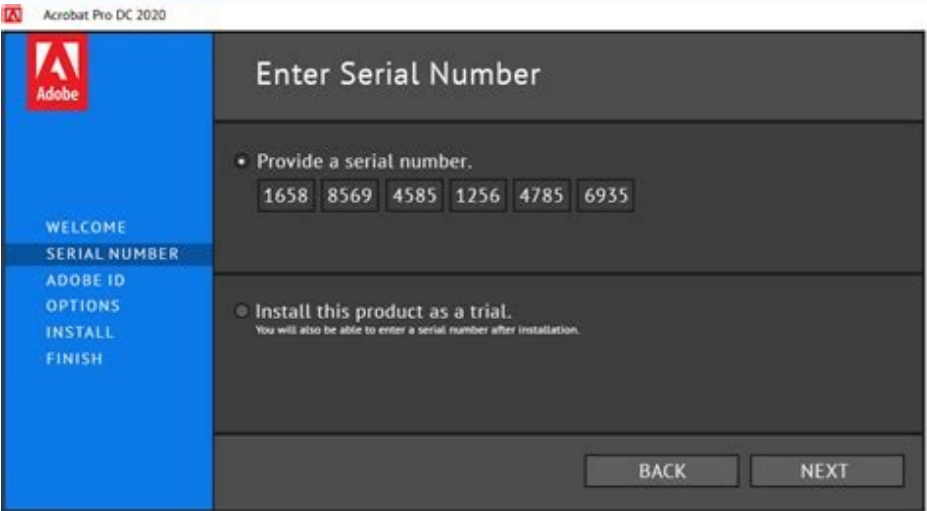 Acrobat Pro DC 2020
Adobe
Enter Serial Number
Provide a serial number.
1658 8569 4585 1256 4785 6935
WELCOME
SERIAL NUMBER
ADOBE ID
OPTIONS
INSTALL
FINISH
Install this product as a trial.
You will also be able to enter a serial number after installation.
BACK NEXT